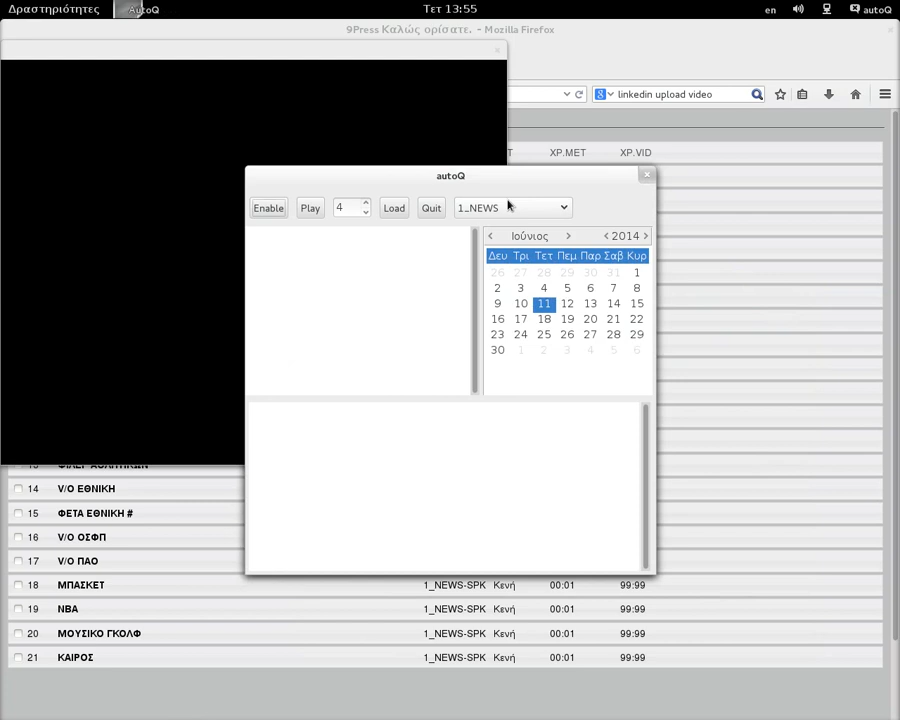 Δραστηριότητες AutoQ Τετ 13:55 en autoQ
9Press Καλώς ορίσατε. - Mozilla Firefox
linkedin upload video
ΧΡ.ΜΕΤ ΧΡ.VID
autoQ
Enable Play 4 Load Quit 1_NEWS
< Ιούνιος > < 2014 >
Δευ Τρι Τετ Πεμ Παρ Σαβ Κυρ
26 27 28 29 30 31 1
2 3 4 5 6 7 8
9 10 11 12 13 14 15
16 17 18 19 20 21 22
23 24 25 26 27 28 29
30 1 2 3 4 5 6
14 V/O ΕΘΝΙΚΗ
15 ΦΕΤΑ ΕΘΝΙΚΗ #
16 V/O ΟΣΦΠ
17 V/O ΠΑΟ
18 ΜΠΑΣΚΕΤ 1_NEWS-SPK Κενή 00:01 99:99
19 NBA 1_NEWS-SPK Κενή 00:01 99:99
20 ΜΟΥΣΙΚΟ ΓΚΟΛΦ 1_NEWS-SPK Κενή 00:01 99:99
21 ΚΑΙΡΟΣ 1_NEWS-SPK Κενή 00:01 99:99